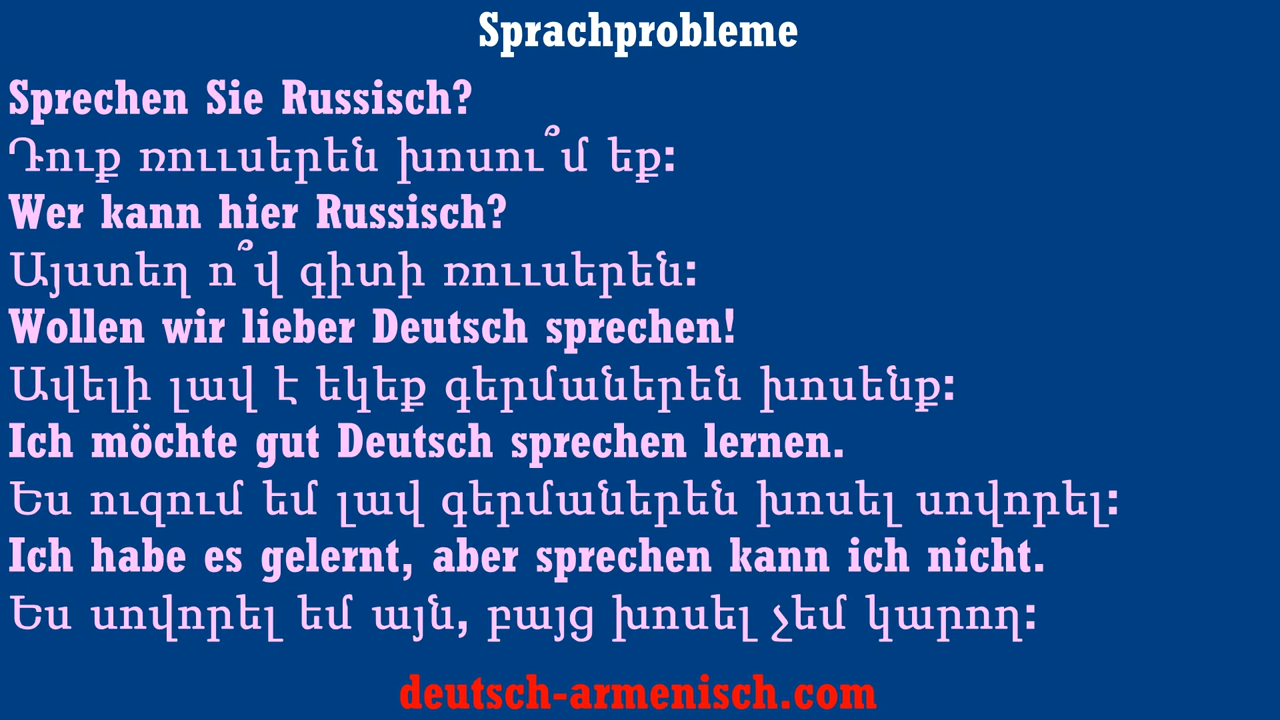 Sprachprobleme
Sprechen Sie Russisch?
Դուք ռոււսերեն խոսու՞մ եք:
Wer kann hier Russisch?
Այստեղ ո՞վ գիտի ռոււսերեն:
Wollen wir lieber Deutsch sprechen!
Ավելի լավ է եկեք գերմաներեն խոսենք:
Ich möchte gut Deutsch sprechen lernen.
Ես ուզում եմ լավ գերմաներեն խոսել սովորել:
Ich habe es gelernt, aber sprechen kann ich nicht.
Ես սովորել եմ այն, բայց խոսել չեմ կարող:
deutsch-armenisch.com